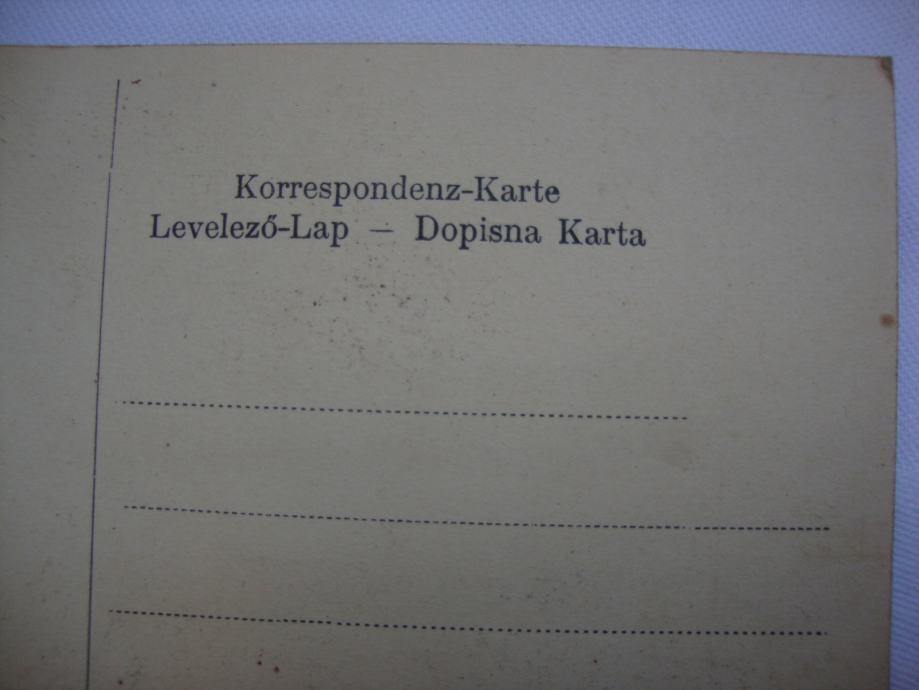 Korrespondenz-Karte
Levelező-Lap — Dopisna Karta